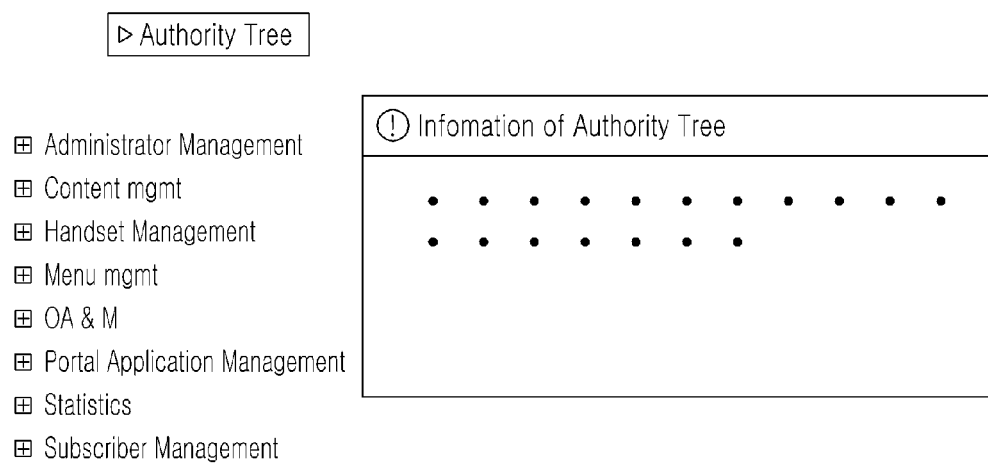 Authority Tree
Infomation of Authority Tree
Administrator Management
Content mgmt
Handset Management
Menu mgmt
OA & M
Portal Application Management
Statistics
Subscriber Management